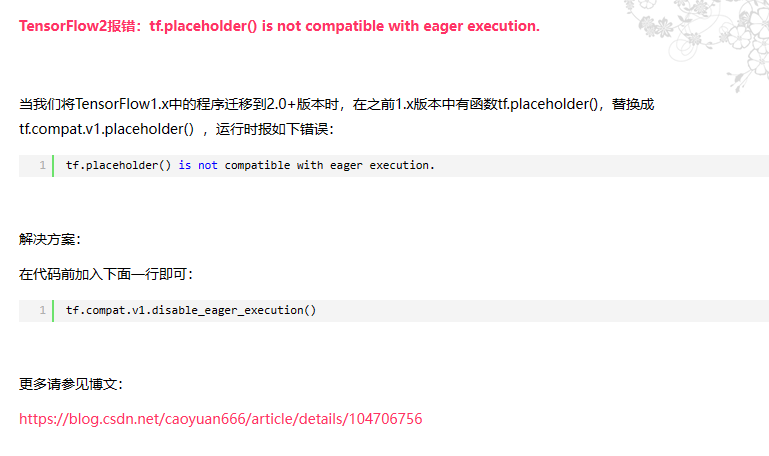 TensorFlow2报错：tf.placeholder() is not compatible with eager execution.
当我们将TensorFlow1.x中的程序迁移到2.0+版本时，在之前1.x版本中有函数tf.placeholder()，替换成
tf.compat.v1.placeholder() ，运行时报如下错误：
1 tf.placeholder() is not compatible with eager execution.
解决方案：
在代码前加入下面一行即可：
1 tf.compat.v1.disable_eager_execution()
更多请参见博文：
https://blog.csdn.net/caoyuan666/article/details/104706756